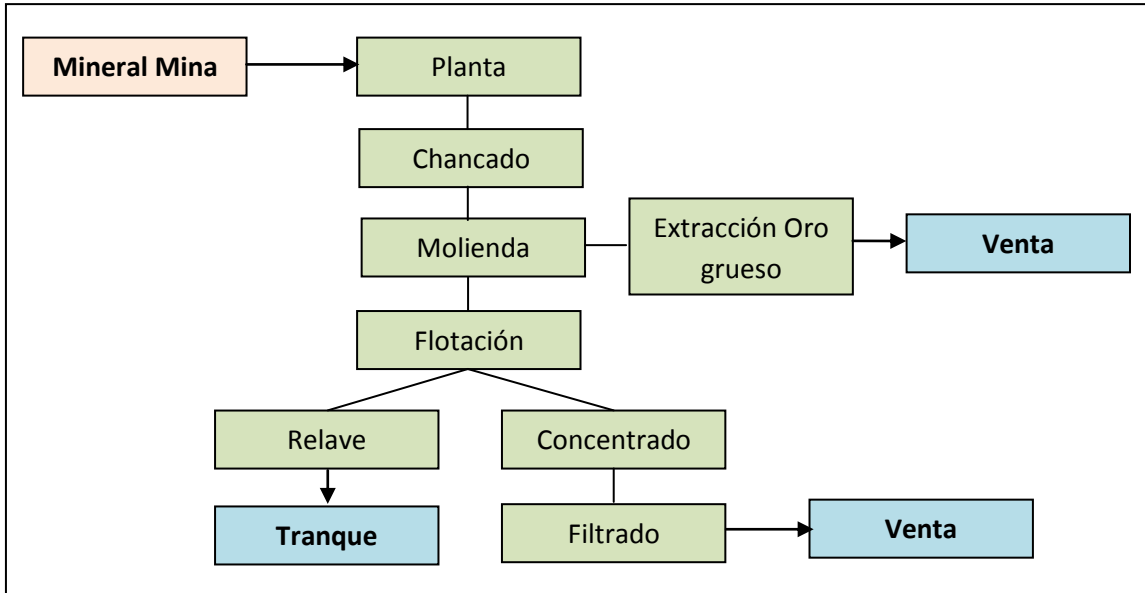 Mineral Mina
Planta
Chancado
Molienda
Extracción Oro
grueso
Venta
Flotación
Relave
Concentrado
Tranque
Filtrado
Venta